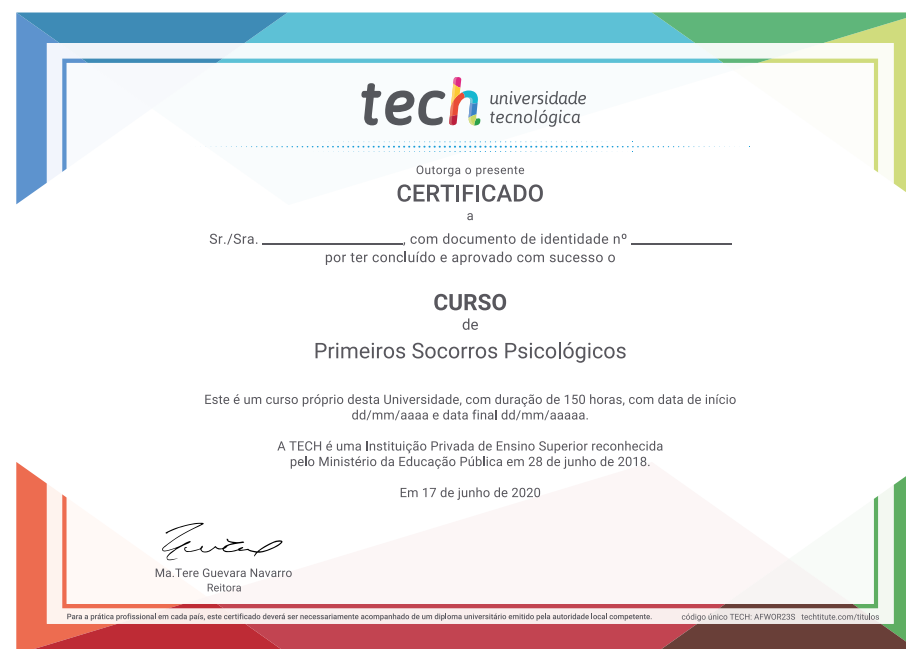 tech universidade
tecnológica
Outorga o presente
CERTIFICADO
a
Sr./Sra. ________________, com documento de identidade nº ____________
por ter concluído e aprovado com sucesso o
CURSO
de
Primeiros Socorros Psicológicos
Este é um curso próprio desta Universidade, com duração de 150 horas, com data de início
dd/mm/aaaa e data final dd/mm/aaaaa.
A TECH é uma Instituição Privada de Ensino Superior reconhecida
pelo Ministério da Educação Pública em 28 de junho de 2018.
Em 17 de junho de 2020
Ma.Tere Guevara Navarro
Reitora
Para a prática profissional em cada país, este certificado deverá ser necessariamente acompanhado de um diploma universitário emitido pela autoridade local competente. código único TECH: AFWOR23S techtitute.com/titulos